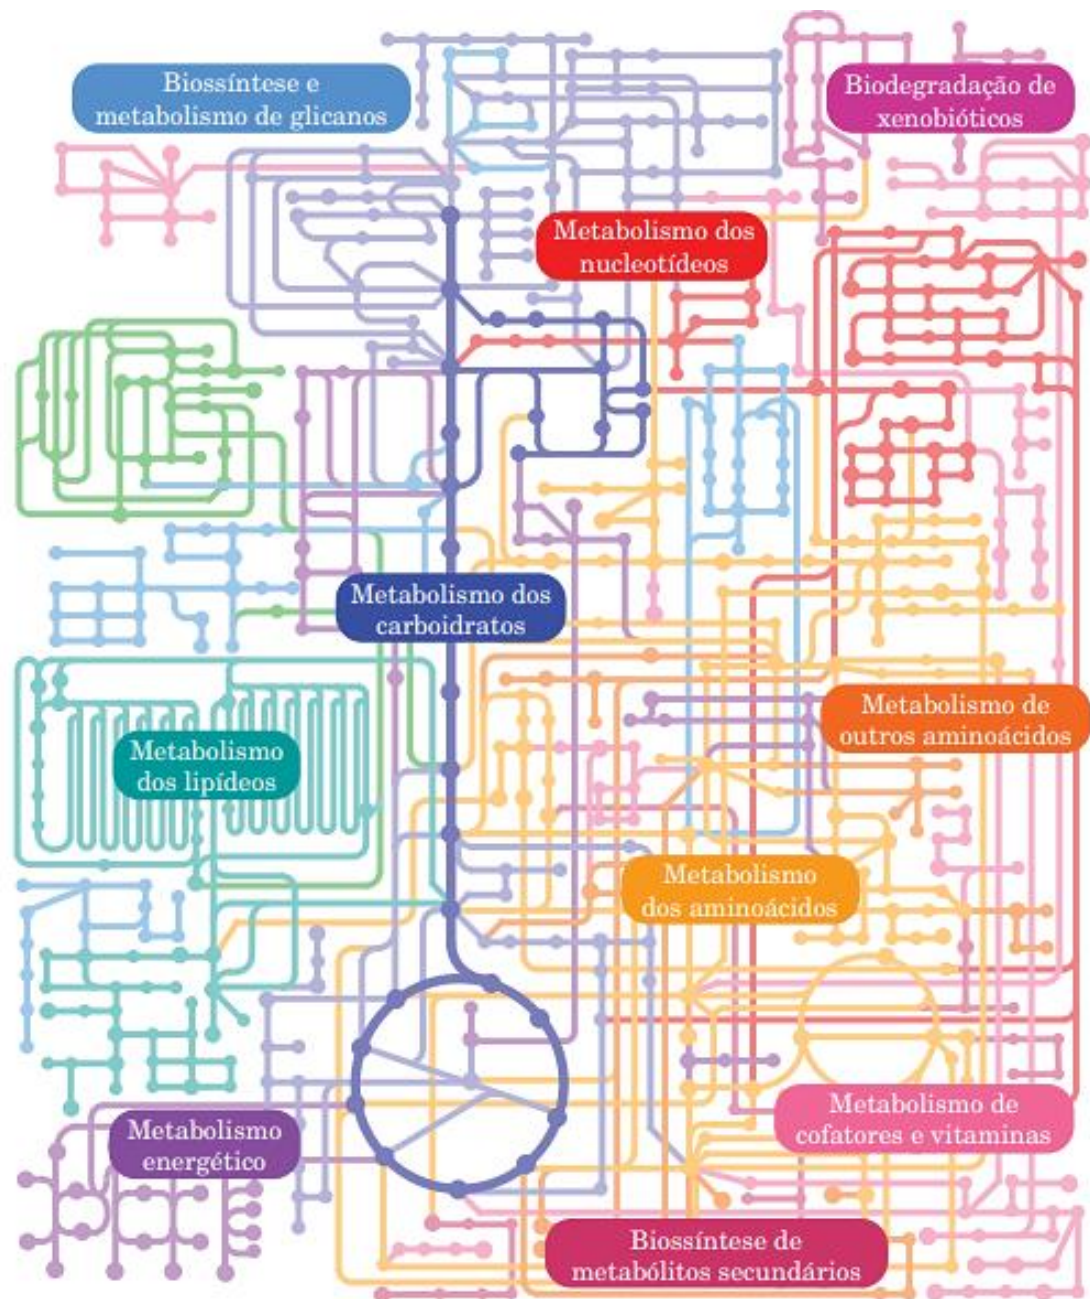 Biossíntese e
metabolismo de glicanos
Biodegradação de
xenobióticos
Metabolismo dos
nucleotídeos
Metabolismo dos
carboidratos
Metabolismo de
outros aminoácidos
Metabolismo
dos lipídeos
Metabolismo
dos aminoácidos
Metabolismo de
cofatores e vitaminas
Metabolismo
energético
Biossíntese de
metabólitos secundários